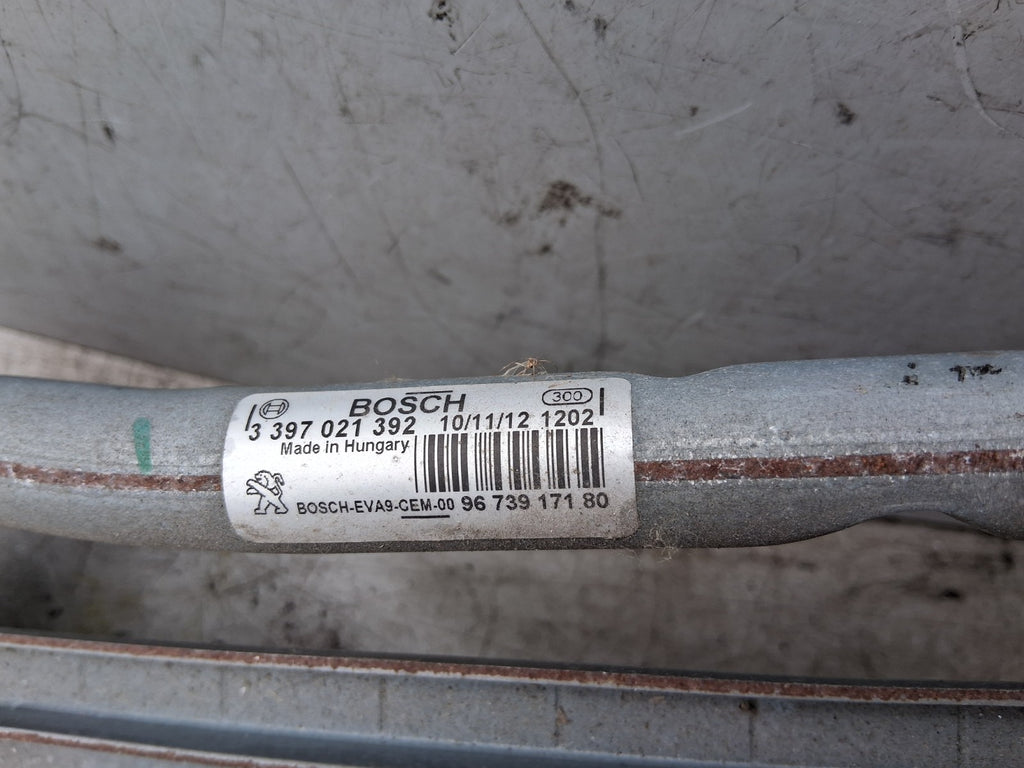 BOSCH 300
3 397 021 392 10/11/12 1202
Made in Hungary
BOSCH-EVA9-CEM-00 96 739 171 80